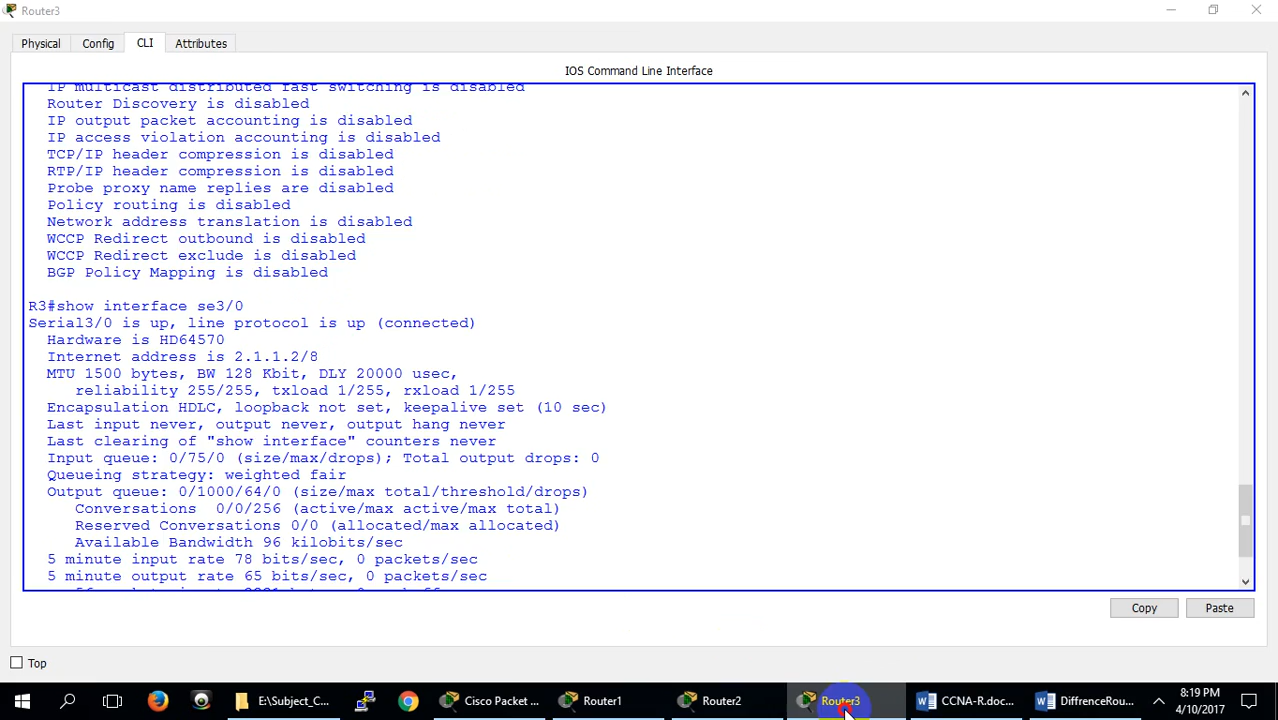 Router3
Physical
Config
CLI
Attributes
IOS Command Line Interface
IP multicast distributed fast switching is disabled
Router Discovery is disabled
IP output packet accounting is disabled
IP access violation accounting is disabled
TCP/IP header compression is disabled
RTP/IP header compression is disabled
Probe proxy name replies are disabled
Policy routing is disabled
Network address translation is disabled
WCCP Redirect outbound is disabled
WCCP Redirect exclude is disabled
BGP Policy Mapping is disabled
R3#show interface se3/0
Serial3/0 is up, line protocol is up (connected)
Hardware is HD64570
Internet address is 2.1.1.2/8
MTU 1500 bytes, BW 128 Kbit, DLY 20000 usec,
reliability 255/255, txload 1/255, rxload 1/255
Encapsulation HDLC, loopback not set, keepalive set (10 sec)
Last input never, output never, output hang never
Last clearing of "show interface" counters never
Input queue: 0/75/0 (size/max/drops); Total output drops: 0
Queueing strategy: weighted fair
Output queue: 0/1000/64/0 (size/max total/threshold/drops)
Conversations 0/0/256 (active/max active/max total)
Reserved Conversations 0/0 (allocated/max allocated)
Available Bandwidth 96 kilobits/sec
5 minute input rate 78 bits/sec, 0 packets/sec
5 minute output rate 65 bits/sec, 0 packets/sec
Copy
Paste
Top
E:\Subject_C...
Cisco Packet ...
Router1
Router2
Router3
CCNA-R.doc...
DiffrenceRou...
8:19 PM
4/10/2017